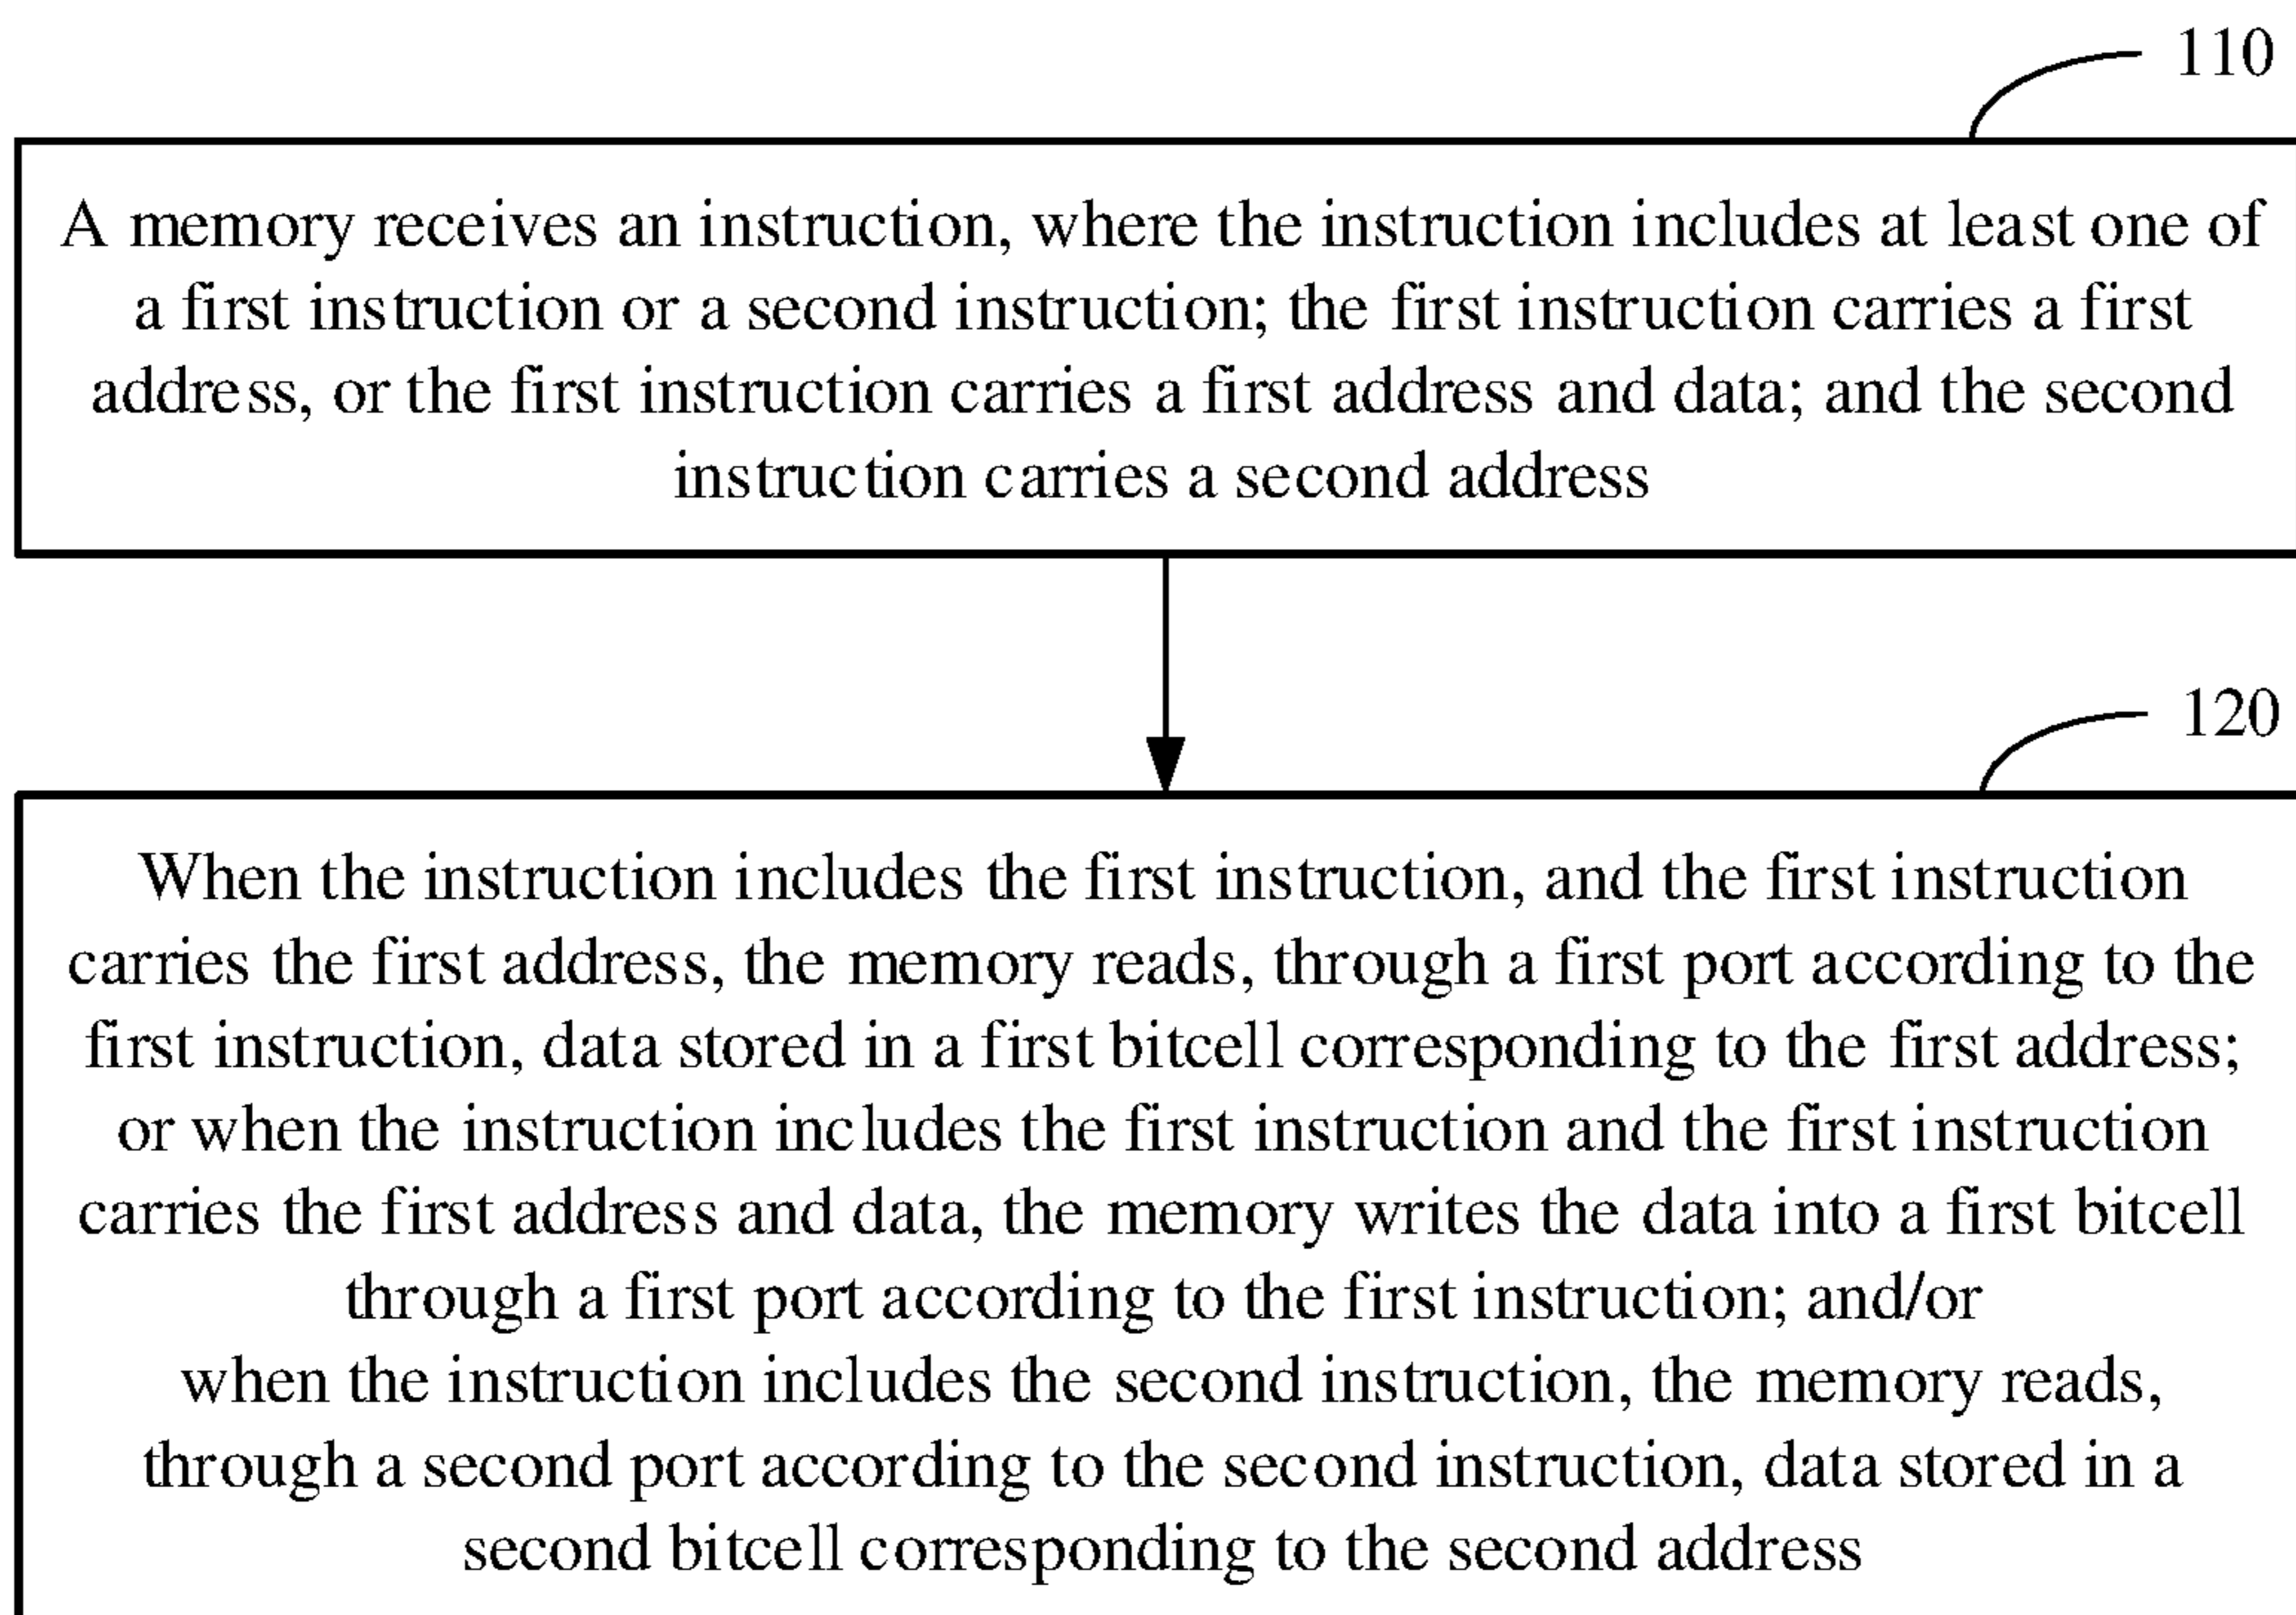 110
A memory receives an instruction, where the instruction includes at least one of
a first instruction or a second instruction; the first instruction carries a first
address, or the first instruction carries a first address and data; and the second
instruction carries a second address
120
When the instruction includes the first instruction, and the first instruction
carries the first address, the memory reads, through a first port according to the
first instruction, data stored in a first bitcell corresponding to the first address;
or when the instruction includes the first instruction and the first instruction
carries the first address and data, the memory writes the data into a first bitcell
through a first port according to the first instruction; and/or
when the instruction includes the second instruction, the memory reads,
through a second port according to the second instruction, data stored in a
second bitcell corresponding to the second address